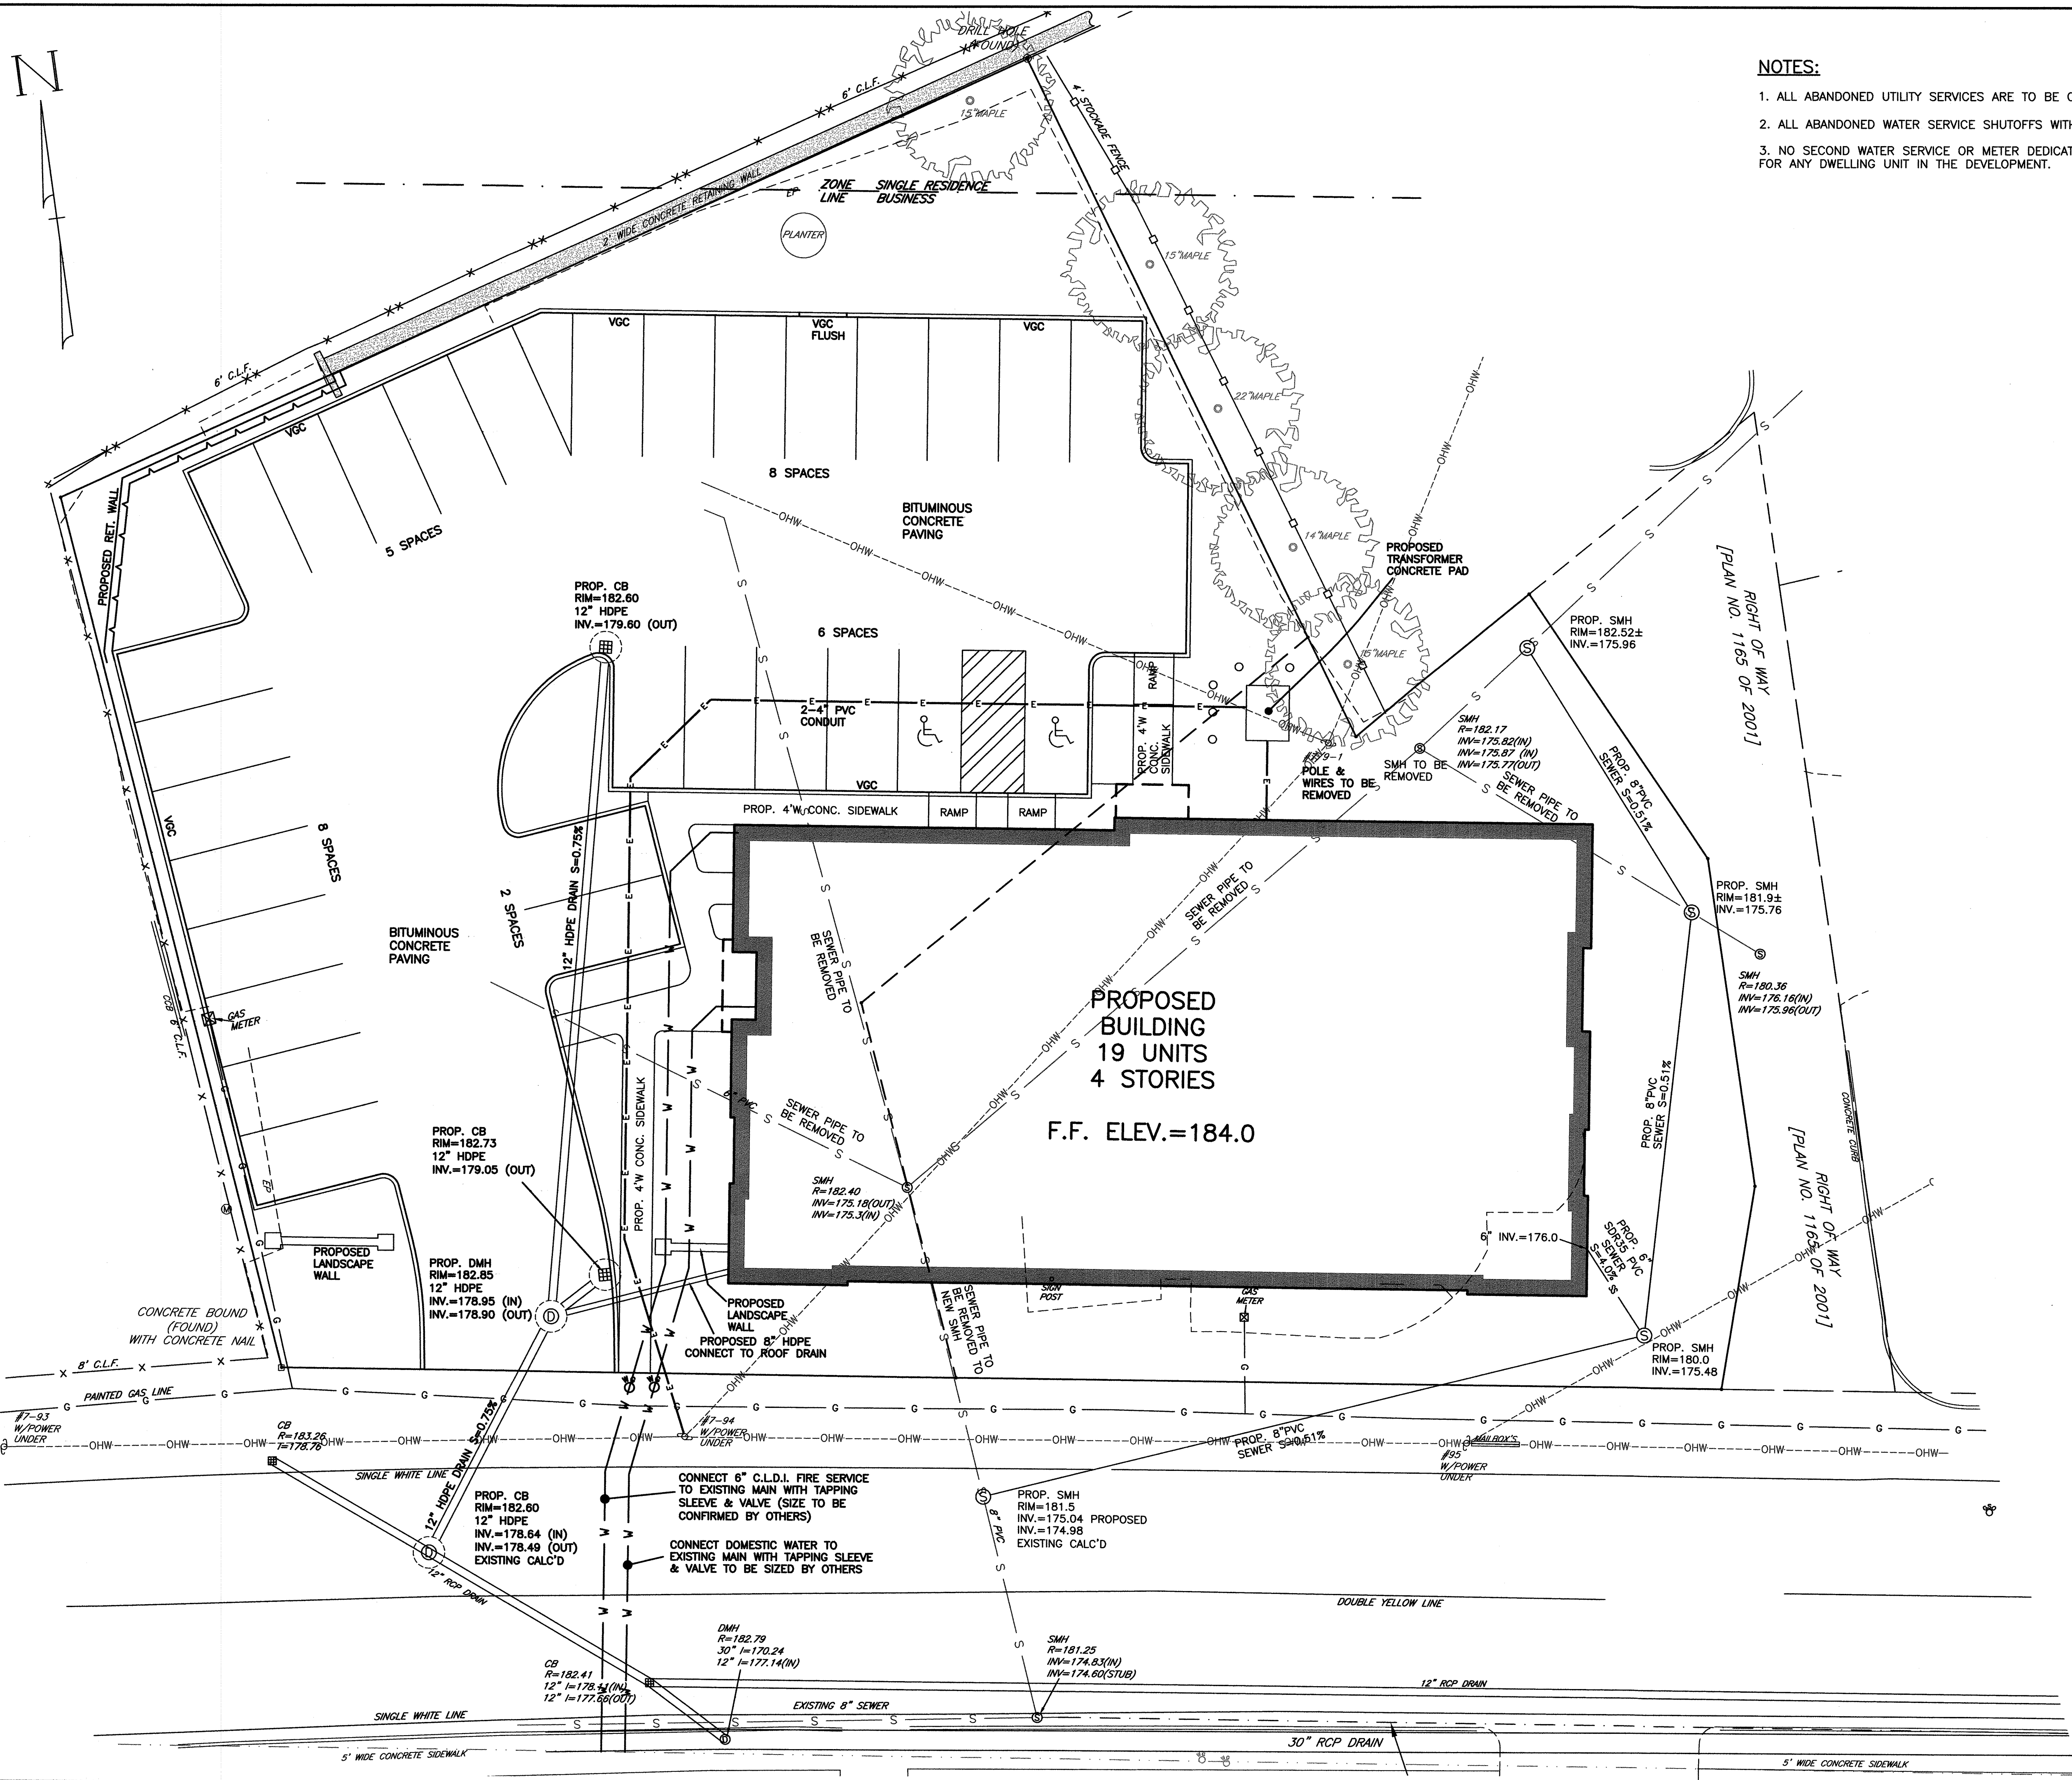 N
NOTES:
1. ALL ABANDONED UTILITY SERVICES ARE TO BE
2. ALL ABANDONED WATER SERVICE SHUTOFFS WITH
3. NO SECOND WATER SERVICE OR METER DEDICAT
FOR ANY DWELLING UNIT IN THE DEVELOPMENT.
DRILL HOLE
(FOUND)
6' C.L.F.
15"MAPLE
4' STOCKADE FENCE
ZONE SINGLE RESIDENCE
LINE BUSINESS
EP
2' WIDE CONCRETE RETAINING WALL
PLANTER
15"MAPLE
VGC
VGC
FLUSH
VGC
6' C.L.F.
VGC
22"MAPLE
8 SPACES
5 SPACES
BITUMINOUS
CONCRETE
PAVING
PROPOSED RET. WALL
14"MAPLE
PROPOSED
TRANSFORMER
CONCRETE PAD
RIGHT OF WAY
[PLAN NO. 1165 OF 2001]
PROP. CB
RIM=182.60
12" HDPE
INV.=179.60 (OUT)
6 SPACES
15"MAPLE
PROP. SMH
RIM=182.52±
INV.=175.96
RAMP
2-4" PVC
CONDUIT
PROP. 4'W
CONC.
SIDEWALK
SMH
R=182.17
INV=175.82(IN)
INV=175.87 (IN)
INV=175.77(OUT)
SMH TO BE
REMOVED
POLE &
WIRES TO BE
REMOVED
SEWER PIPE TO
BE REMOVED
PROP. 8"PVC
SEWER S=0.51%
VGC
PROP. 4'W CONC. SIDEWALK
RAMP
RAMP
VGC
8 SPACES
2 SPACES
12" HDPE DRAIN S=0.75%
BITUMINOUS
CONCRETE
PAVING
SEWER PIPE TO
BE REMOVED
SEWER PIPE TO
BE REMOVED
PROP. SMH
RIM=181.9±
INV.=175.76
SMH
R=180.36
INV=176.16(IN)
INV=175.96(OUT)
PROPOSED
BUILDING
19 UNITS
4 STORIES
F.F. ELEV.=184.0
GAS
METER
CCB 6' C.L.F.
6" PVC
SEWER PIPE TO
BE REMOVED
PROP. 4'W CONC. SIDEWALK
PROP. 8"PVC
SEWER S=0.51%
CONCRETE CURB
RIGHT OF WAY
[PLAN NO. 1165 OF 2001]
PROP. CB
RIM=182.73
12" HDPE
INV.=179.05 (OUT)
SMH
R=182.40
INV=175.18(OUT)
INV=175.3(IN)
EP
PROPOSED
LANDSCAPE
WALL
PROP. DMH
RIM=182.85
12" HDPE
INV.=178.95 (IN)
INV.=178.90 (OUT)
6" INV.=176.0
PROP. 6"
SDR35 PVC
SEWER
S=4.0%
CONCRETE BOUND
(FOUND)
WITH CONCRETE NAIL
PROPOSED
LANDSCAPE
WALL
PROPOSED 8" HDPE
CONNECT TO ROOF DRAIN
SIGN
POST
GAS
METER
SEWER PIPE TO
BE REMOVED TO
NEW SMH
PROP. SMH
RIM=180.0
INV.=175.48
8' C.L.F.
PAINTED GAS LINE
#7-93
W/POWER
UNDER
CB
R=183.26
I=178.76
#7-94
W/POWER
UNDER
PROP. 8"PVC
SEWER S=0.51%
MAILBOX'S
#95
W/POWER
UNDER
SINGLE WHITE LINE
12" HDPE DRAIN S=0.75%
CONNECT 6" C.L.D.I. FIRE SERVICE
TO EXISTING MAIN WITH TAPPING
SLEEVE & VALVE (SIZE TO BE
CONFIRMED BY OTHERS)
PROP. CB
RIM=182.60
12" HDPE
INV.=178.64 (IN)
INV.=178.49 (OUT)
EXISTING CALC'D
8" PVC
PROP. SMH
RIM=181.5
INV.=175.04 PROPOSED
INV.=174.98
EXISTING CALC'D
CONNECT DOMESTIC WATER TO
EXISTING MAIN WITH TAPPING SLEEVE
& VALVE TO BE SIZED BY OTHERS
12" RCP DRAIN
DOUBLE YELLOW LINE
DMH
R=182.79
30" I=170.24
12" I=177.14(IN)
SMH
R=181.25
INV=174.83(IN)
INV=174.60(STUB)
CB
R=182.41
12" I=178.11(IN)
12" I=177.66(OUT)
12" RCP DRAIN
EXISTING 8" SEWER
SINGLE WHITE LINE
30" RCP DRAIN
5' WIDE CONCRETE SIDEWALK
5' WIDE CONCRETE SIDEWALK